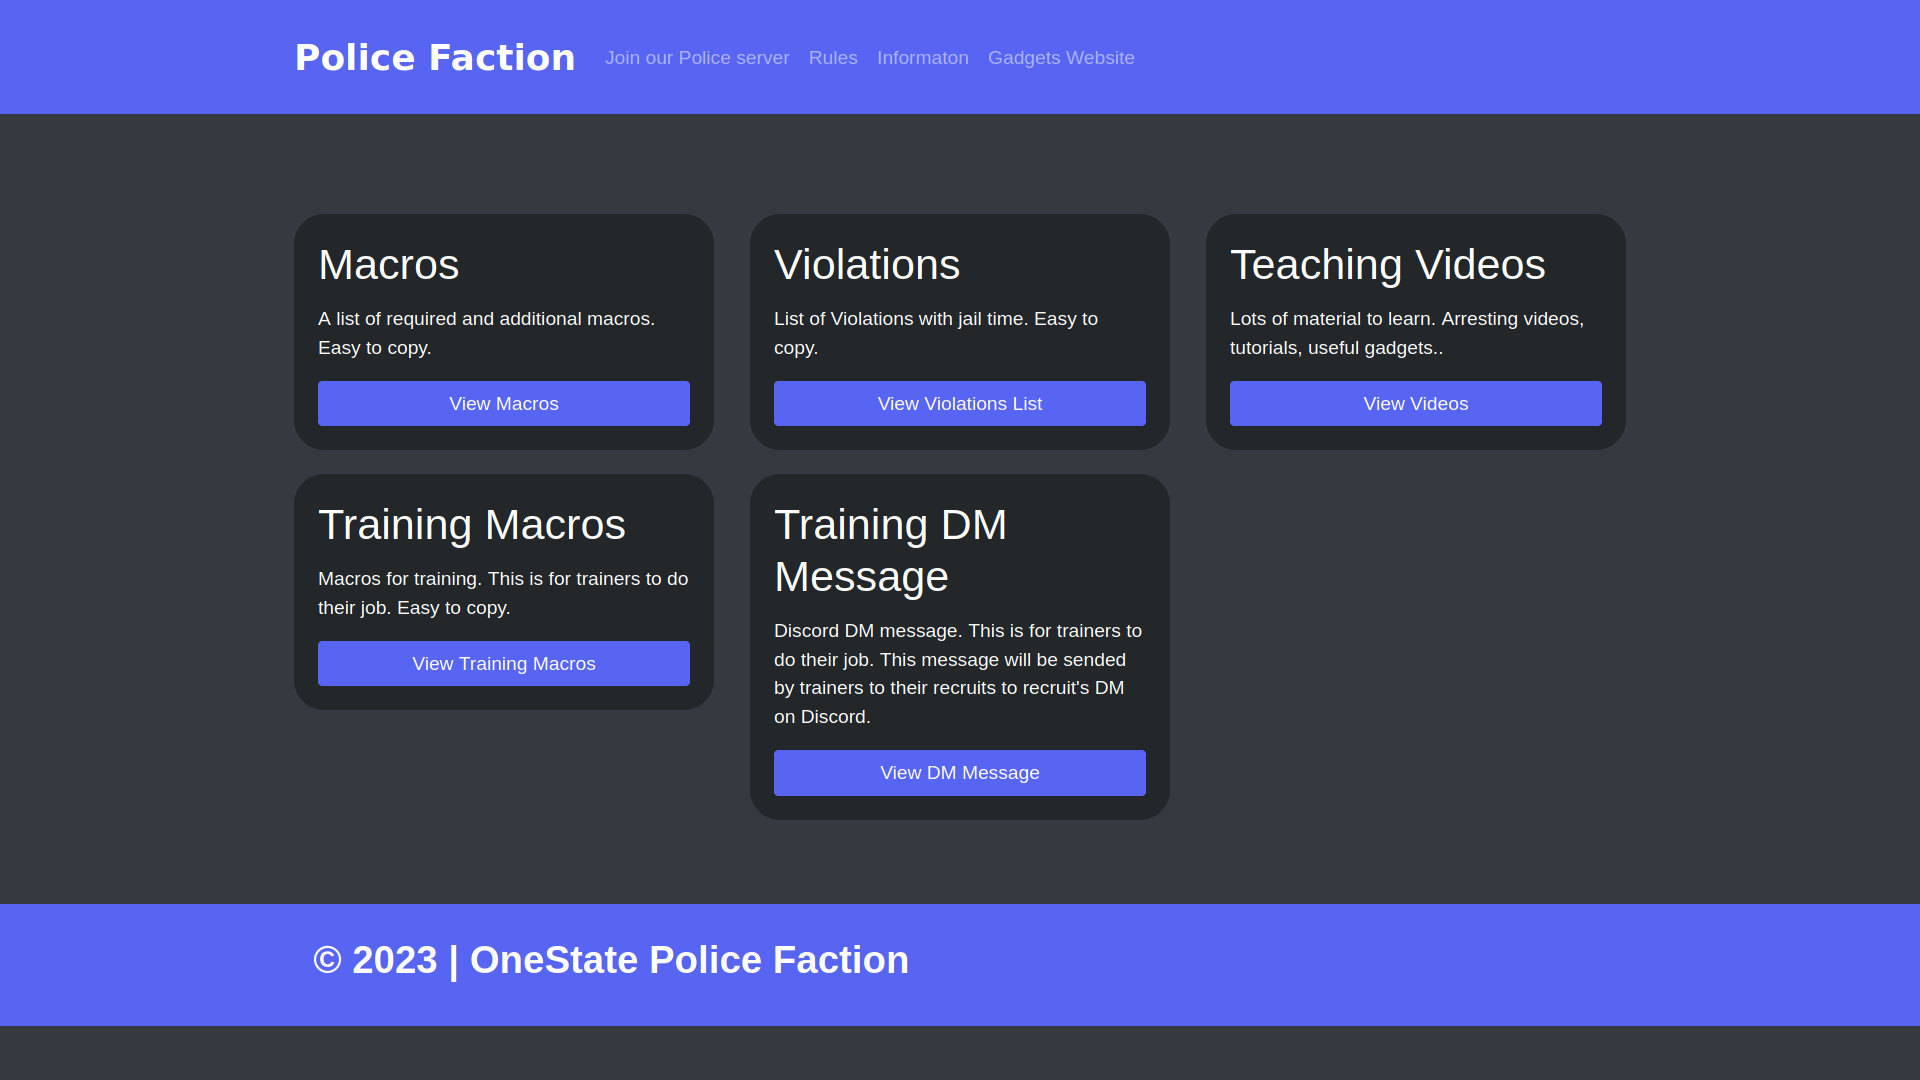 Police Faction
Join our Police server
Rules
Informaton
Gadgets Website
Macros
A list of required and additional macros.
Easy to copy.
View Macros
Violations
List of Violations with jail time. Easy to
copy.
View Violations List
Teaching Videos
Lots of material to learn. Arresting videos,
tutorials, useful gadgets..
View Videos
Training Macros
Macros for training. This is for trainers to do
their job. Easy to copy.
View Training Macros
Training DM
Message
Discord DM message. This is for trainers to
do their job. This message will be sended
by trainers to their recruits to recruit's DM
on Discord.
View DM Message
© 2023 | OneState Police Faction